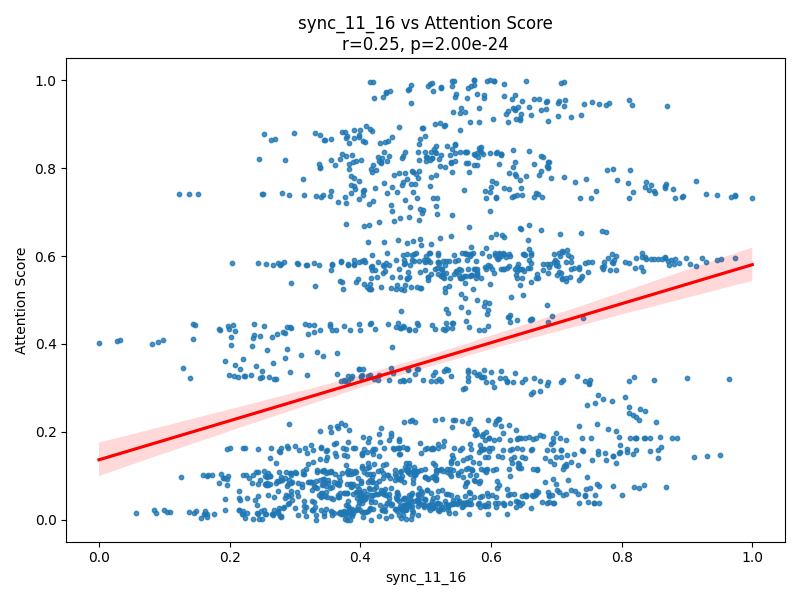 sync_11_16 vs Attention Score
r=0.25, p=2.00e-24
1.0
0.8
0.6
0.4
0.2
0.0
Attention Score
0.0 0.2 0.4 0.6 0.8 1.0
sync_11_16